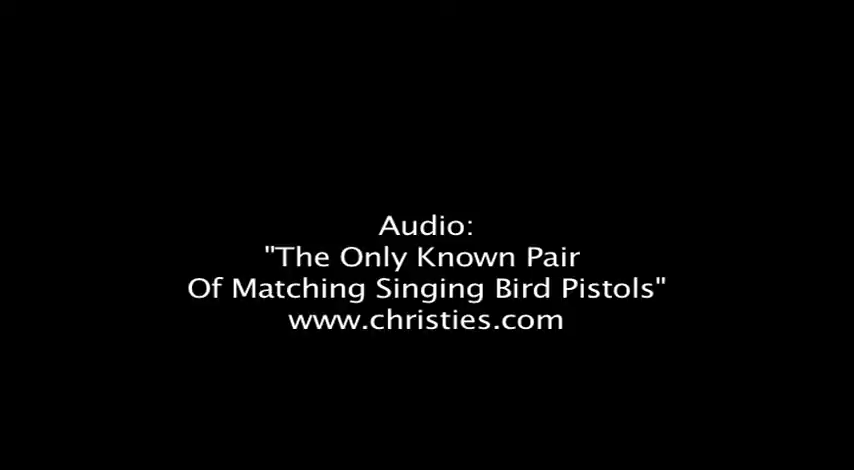 Audio:
"The Only Known Pair
Of Matching Singing Bird Pistols"
www.christies.com